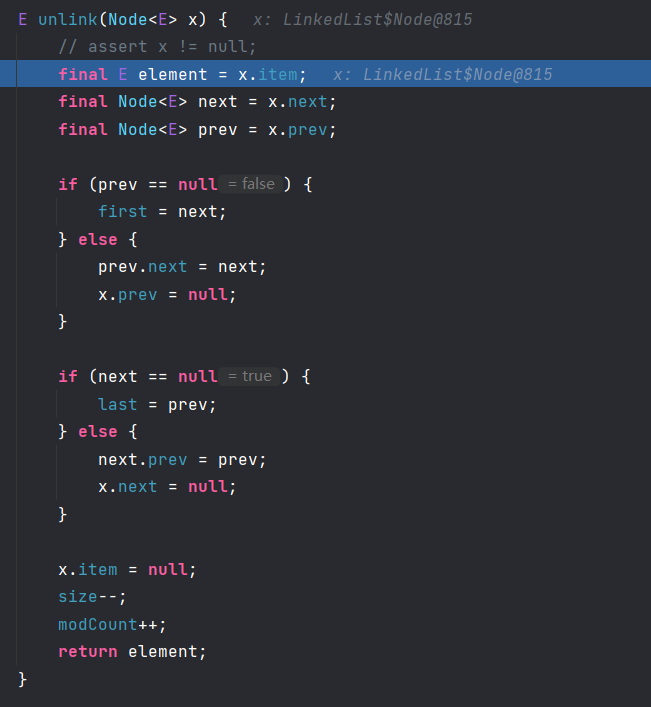 E unlink(Node<E> x) {   x: LinkedList$Node@815
    // assert x != null;
    final E element = x.item;   x: LinkedList$Node@815
    final Node<E> next = x.next;
    final Node<E> prev = x.prev;

    if (prev == null = false ) {
        first = next;
    } else {
        prev.next = next;
        x.prev = null;
    }

    if (next == null = true ) {
        last = prev;
    } else {
        next.prev = prev;
        x.next = null;
    }

    x.item = null;
    size--;
    modCount++;
    return element;
}